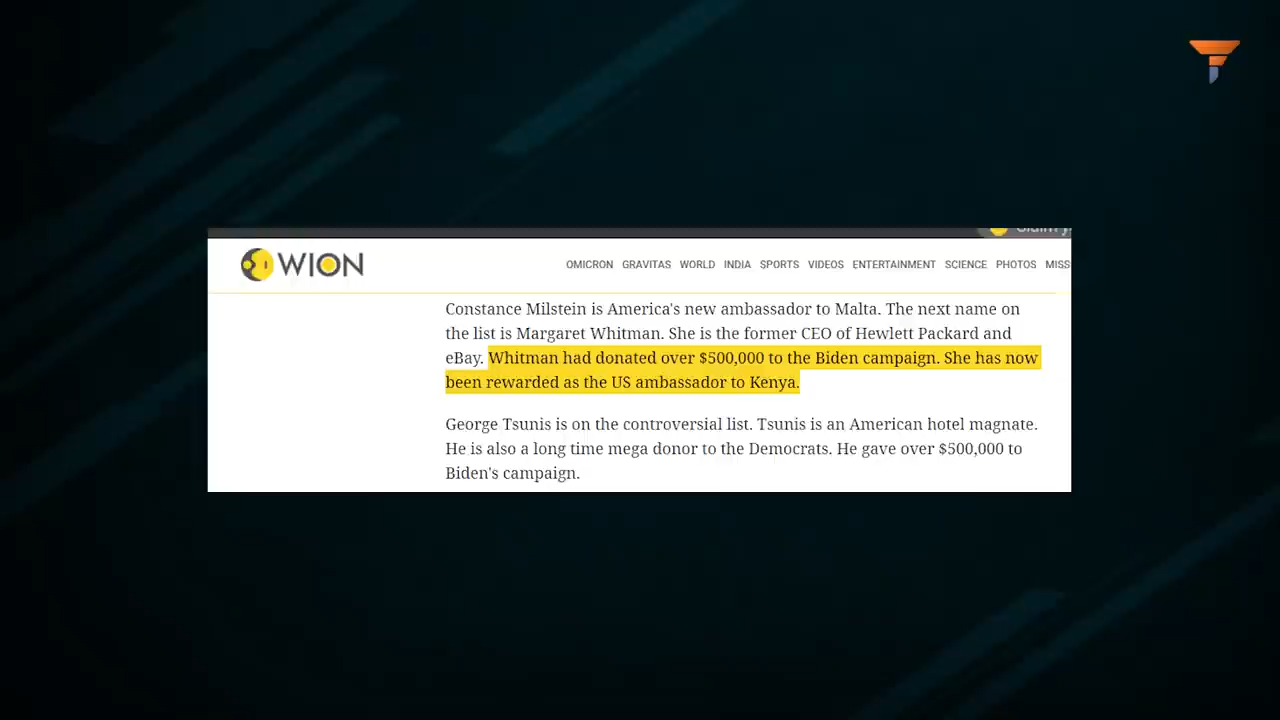 WION
OMICRON GRAVITAS WORLD INDIA SPORTS VIDEOS ENTERTAINMENT SCIENCE PHOTOS MISS
Constance Milstein is America's new ambassador to Malta. The next name on
the list is Margaret Whitman. She is the former CEO of Hewlett Packard and
eBay. Whitman had donated over $500,000 to the Biden campaign. She has now
been rewarded as the US ambassador to Kenya.
George Tsunis is on the controversial list. Tsunis is an American hotel magnate.
He is also a long time mega donor to the Democrats. He gave over $500,000 to
Biden's campaign.